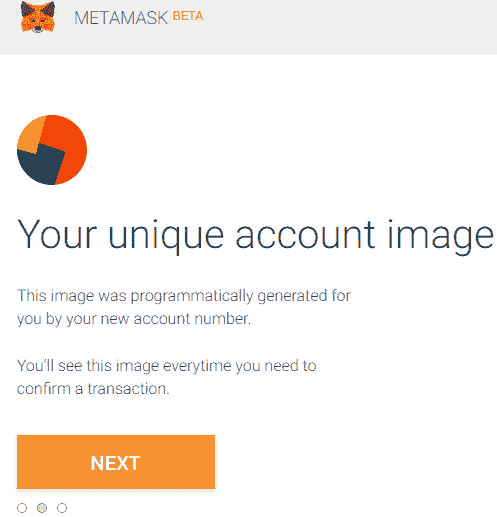 METAMASK BETA
Your unique account image
This image was programmatically generated for
you by your new account number.
You'll see this image everytime you need to
confirm a transaction.
NEXT